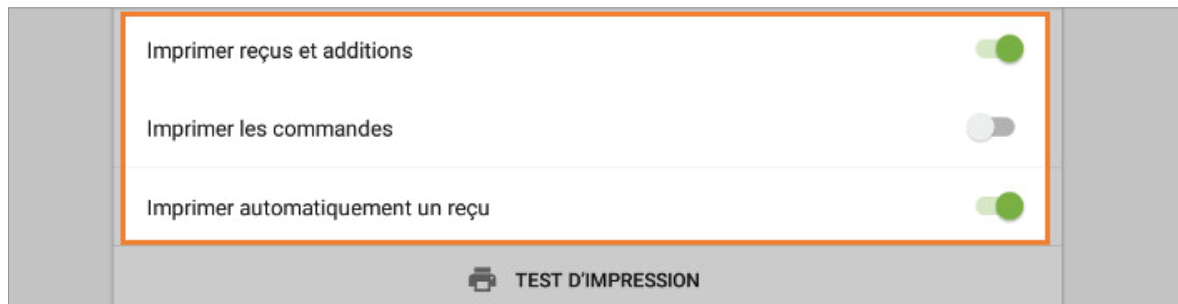 Imprimer reçus et additions
Imprimer les commandes
Imprimer automatiquement un reçu
TEST D'IMPRESSION